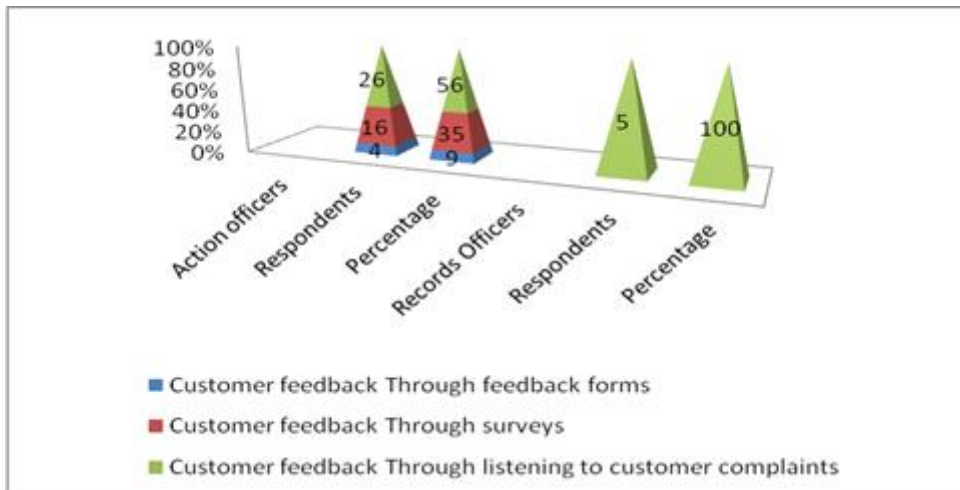 100%
80%
60%
40%
20%
0%
26
16
4
56
35
9
5
100
Action officers
Respondents
Percentage
Records Officers
Respondents
Percentage
Customer feedback Through feedback forms
Customer feedback Through surveys
Customer feedback Through listening to customer complaints